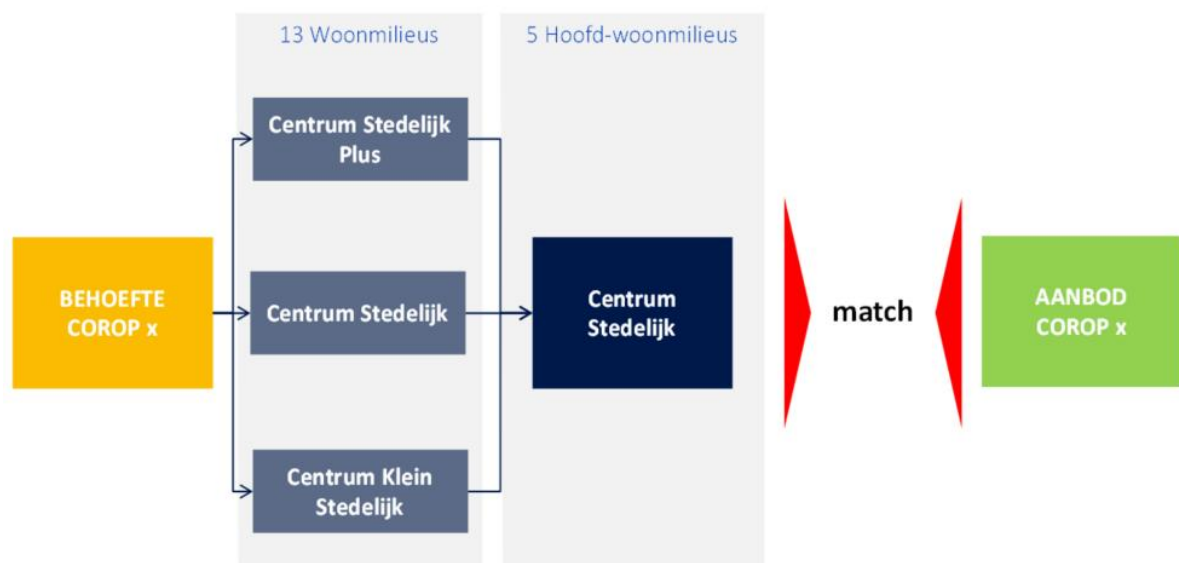 13 Woonmilieus
5 Hoofd-woonmilieus
Centrum Stedelijk
Plus
BEHOEFTE
COROP x
Centrum Stedelijk
Centrum
Stedelijk
match
AANBOD
COROP x
Centrum Klein
Stedelijk